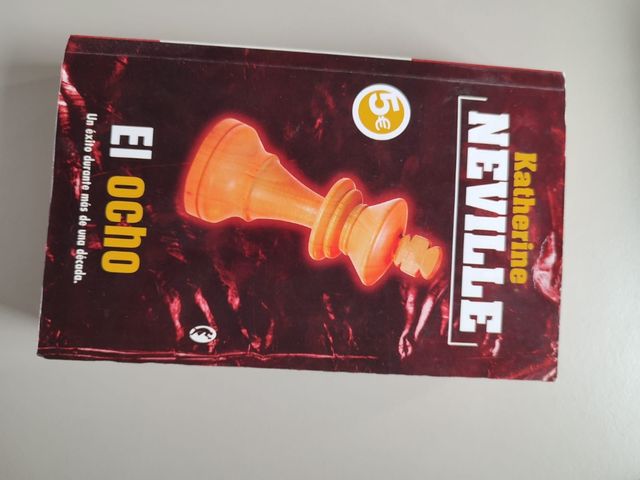 Katherine
NEVILLE
5€
El ocho
Un éxito durante más de una década.